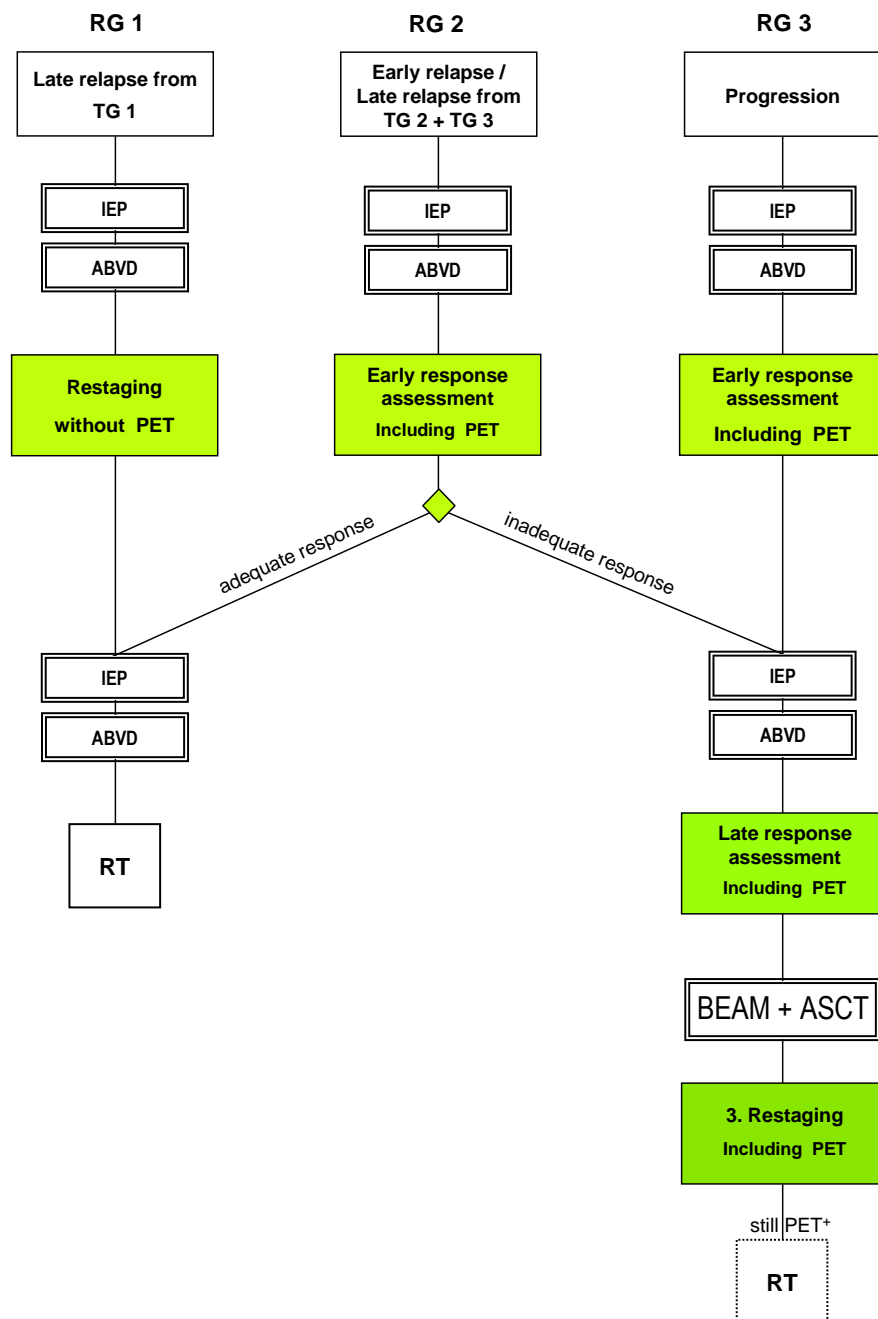 RG 1
RG 2
RG 3
Late relapse from
TG 1
Early relapse /
Late relapse from
TG 2 + TG 3
Progression
IEP
ABVD
IEP
ABVD
IEP
ABVD
Restaging
without PET
Early response
assessment
Including PET
Early response
assessment
Including PET
adequate response
inadequate response
IEP
ABVD
IEP
ABVD
RT
Late response
assessment
Including PET
BEAM + ASCT
3. Restaging
Including PET
still PET⁺
RT